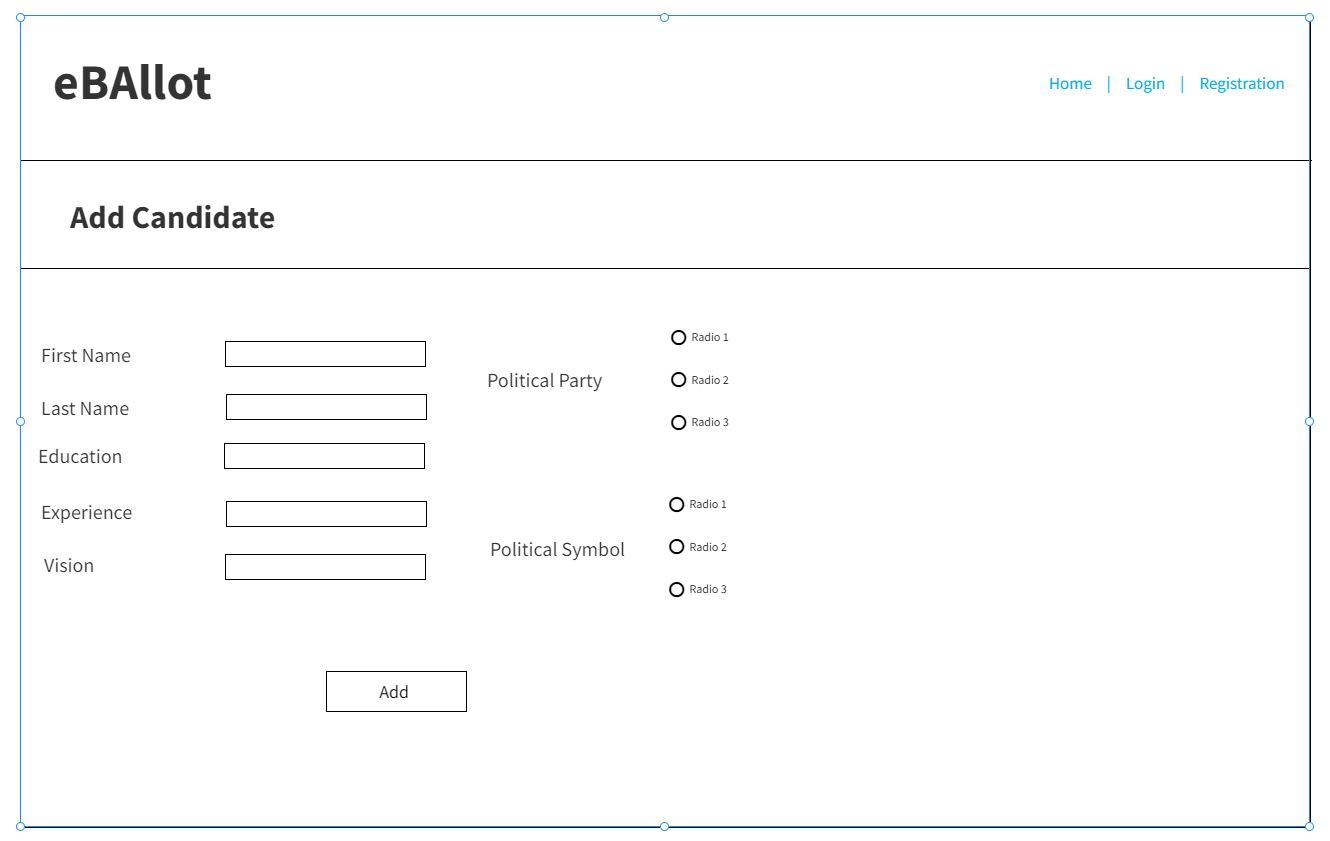 eBAllot
Home | Login | Registration
Add Candidate
First Name
Last Name
Education
Experience
Vision
Political Party
Radio 1
Radio 2
Radio 3
Political Symbol
Radio 1
Radio 2
Radio 3
Add